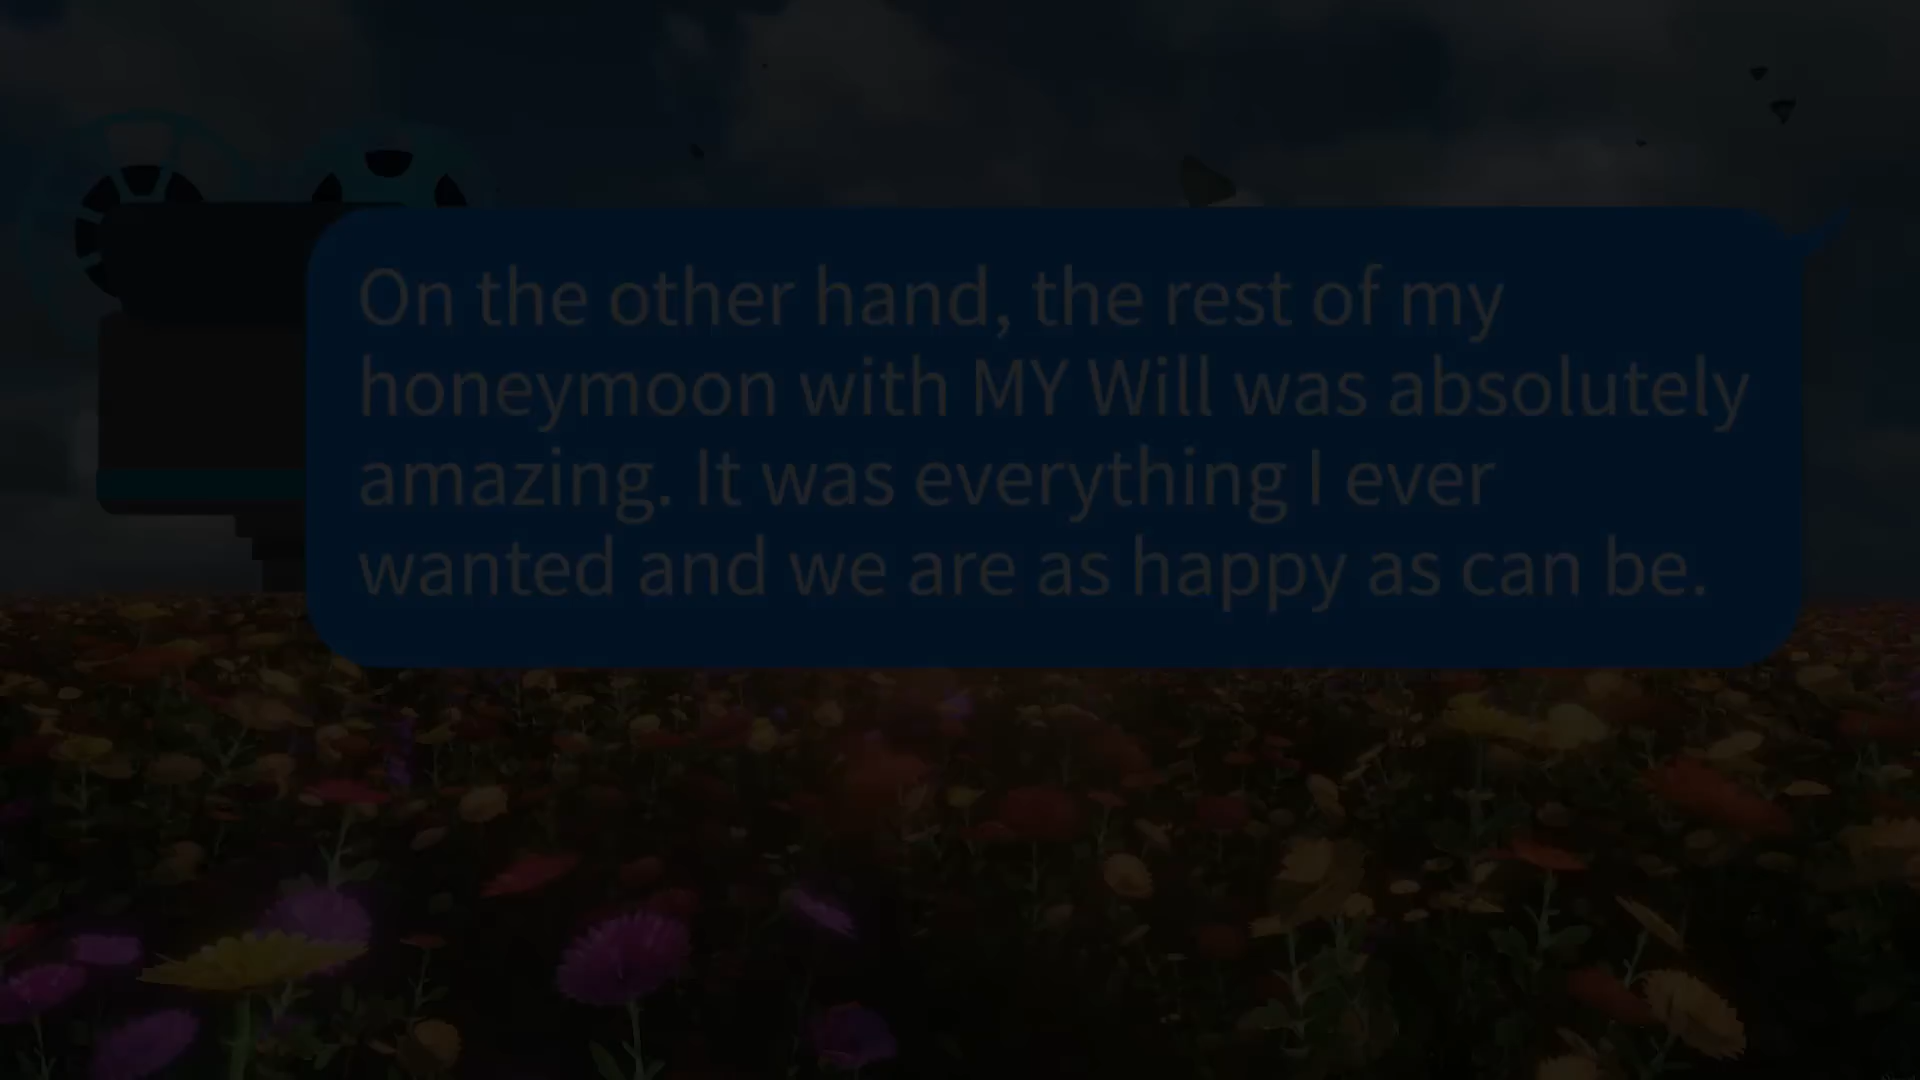 On the other hand, the rest of my
honeymoon with MY Will was absolutely
amazing. It was everything I ever
wanted and we are as happy as can be.